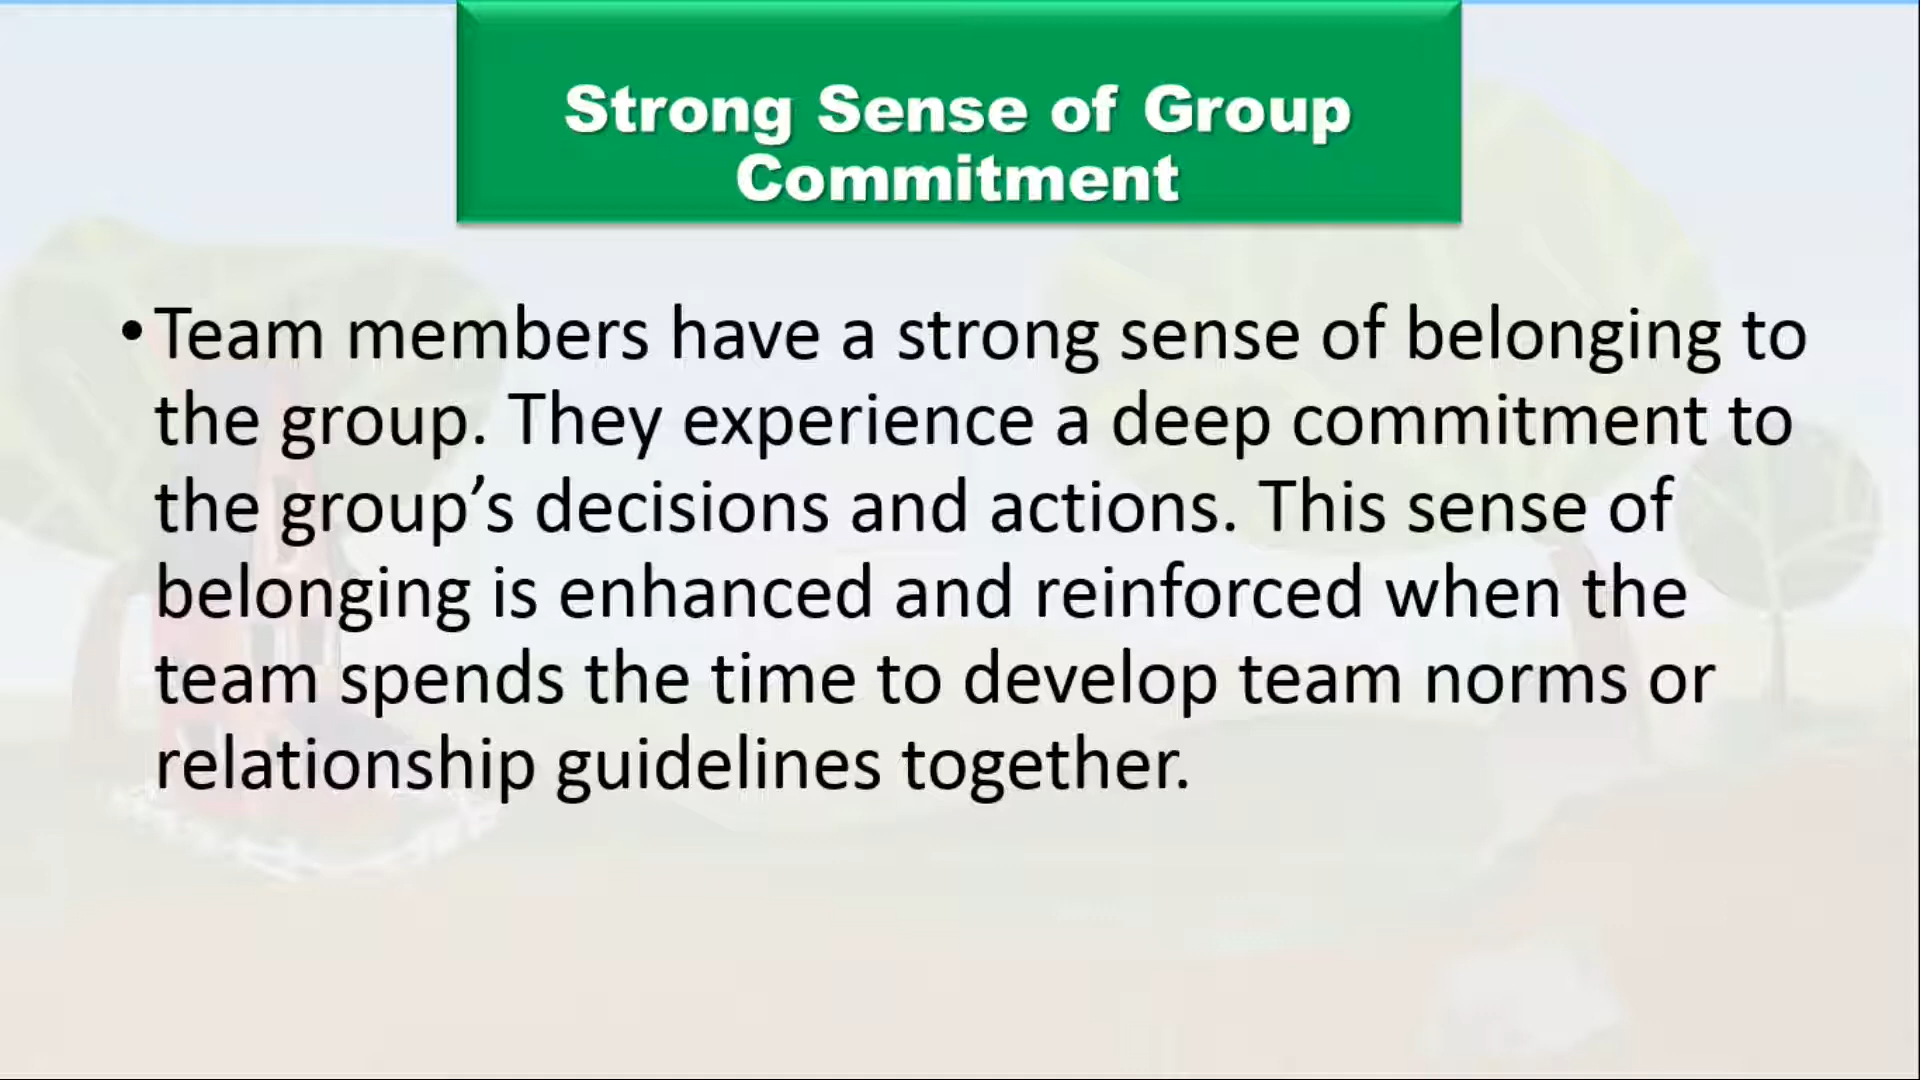 Strong Sense of Group
Commitment
• Team members have a strong sense of belonging to
the group. They experience a deep commitment to
the group’s decisions and actions. This sense of
belonging is enhanced and reinforced when the
team spends the time to develop team norms or
relationship guidelines together.